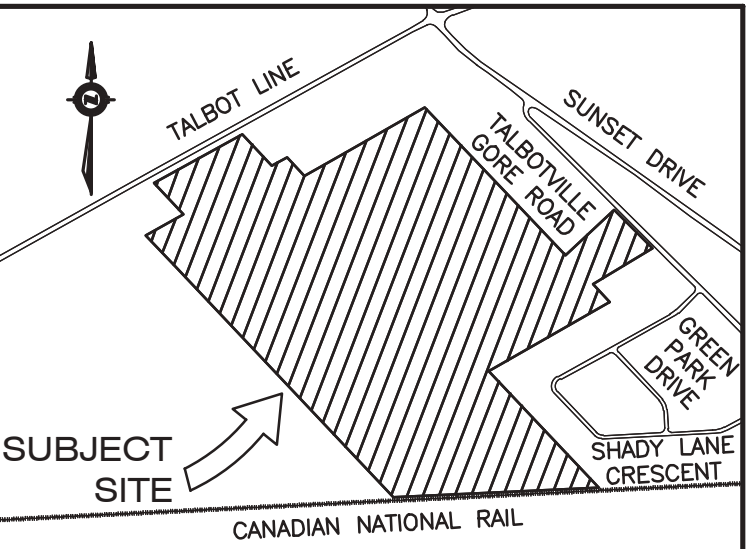 TALBOT LINE
SUNSET DRIVE
TALBOTVILLE
GORE ROAD
GREEN
PARK
DRIVE
SUBJECT
SITE
SHADY LANE
CRESCENT
CANADIAN NATIONAL RAIL
N